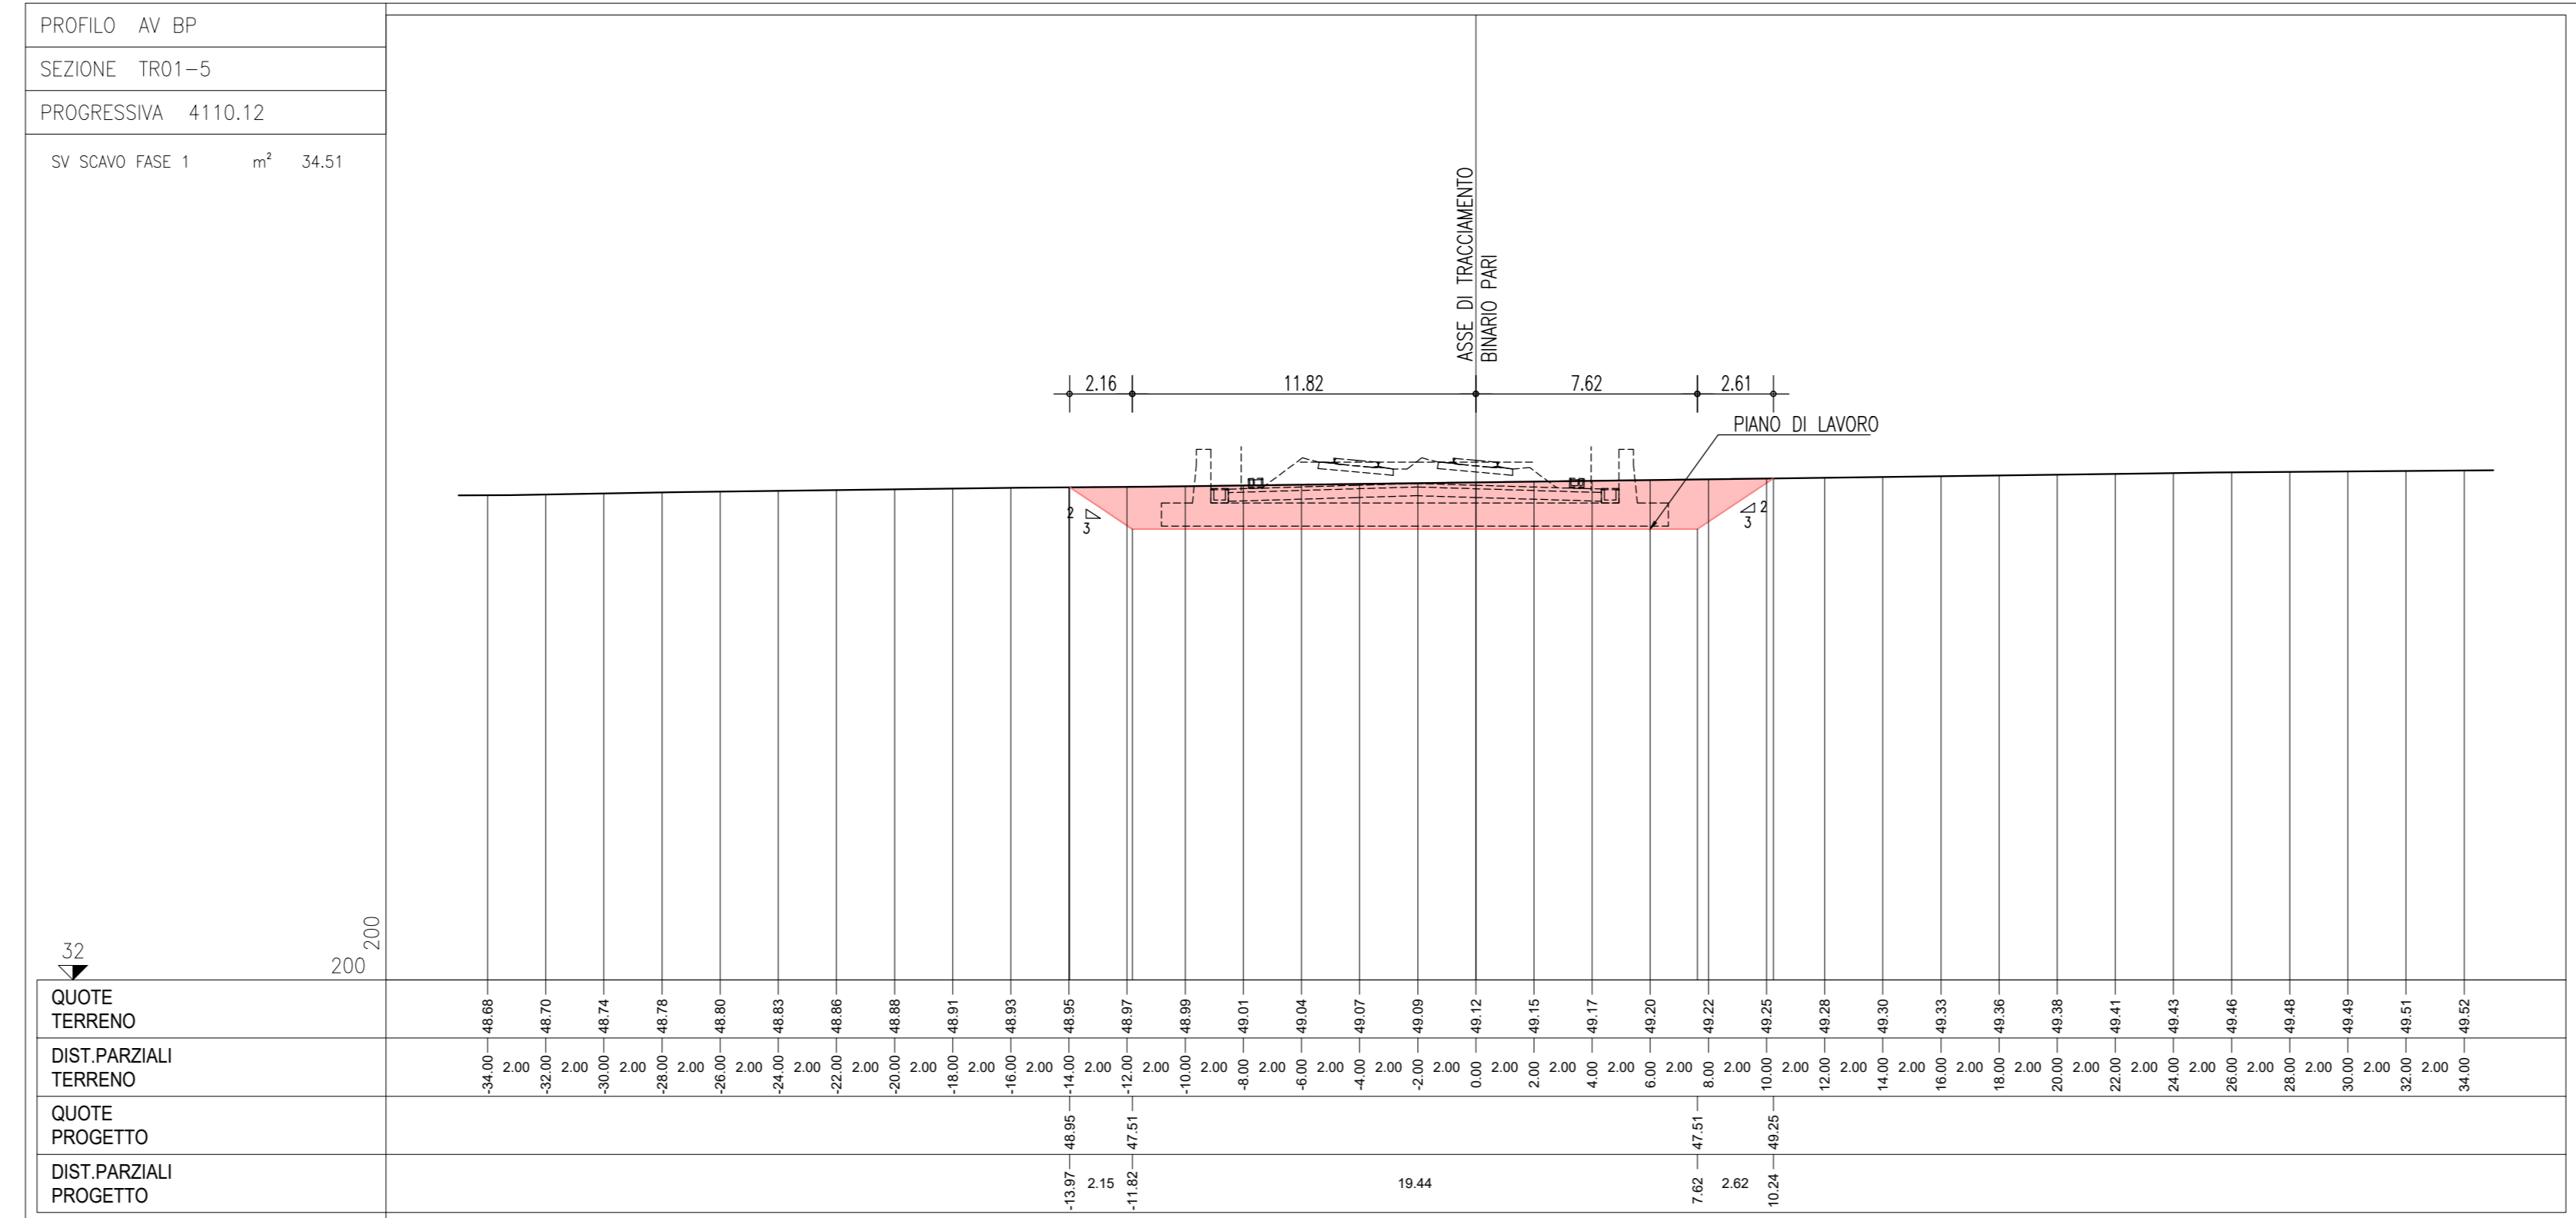 PROFILO AV BP
SEZIONE TR01-5
PROGRESSIVA 4110.12
SV SCAVO FASE 1 m² 34.51
ASSE DI TRACCIAMENTO
BINARIO PARI
2.16 11.82 7.62 2.61
PIANO DI LAVORO
2
3
2
3
200
32
200
QUOTE
TERRENO
48.68 48.70 48.74 48.78 48.80 48.83 48.86 48.88 48.91 48.93 48.95 48.97 48.99 49.01 49.04 49.07 49.09 49.12 49.15 49.17 49.20 49.22 49.25 49.28 49.30 49.33 49.36 49.38 49.41 49.43 49.46 49.48 49.49 49.51 49.52
DIST.PARZIALI
TERRENO
-34.00 2.00 -32.00 2.00 -30.00 2.00 -28.00 2.00 -26.00 2.00 -24.00 2.00 -22.00 2.00 -20.00 2.00 -18.00 2.00 -16.00 2.00 -14.00 2.00 -12.00 2.00 -10.00 2.00 -8.00 2.00 -6.00 2.00 -4.00 2.00 -2.00 2.00 0.00 2.00 2.00 2.00 4.00 2.00 6.00 2.00 8.00 2.00 10.00 2.00 12.00 2.00 14.00 2.00 16.00 2.00 18.00 2.00 20.00 2.00 22.00 2.00 24.00 2.00 26.00 2.00 28.00 2.00 30.00 2.00 32.00 2.00 34.00
QUOTE
PROGETTO
48.95 47.51 47.51 49.25
DIST.PARZIALI
PROGETTO
-13.97 2.15 -11.82 19.44 7.62 2.62 10.24